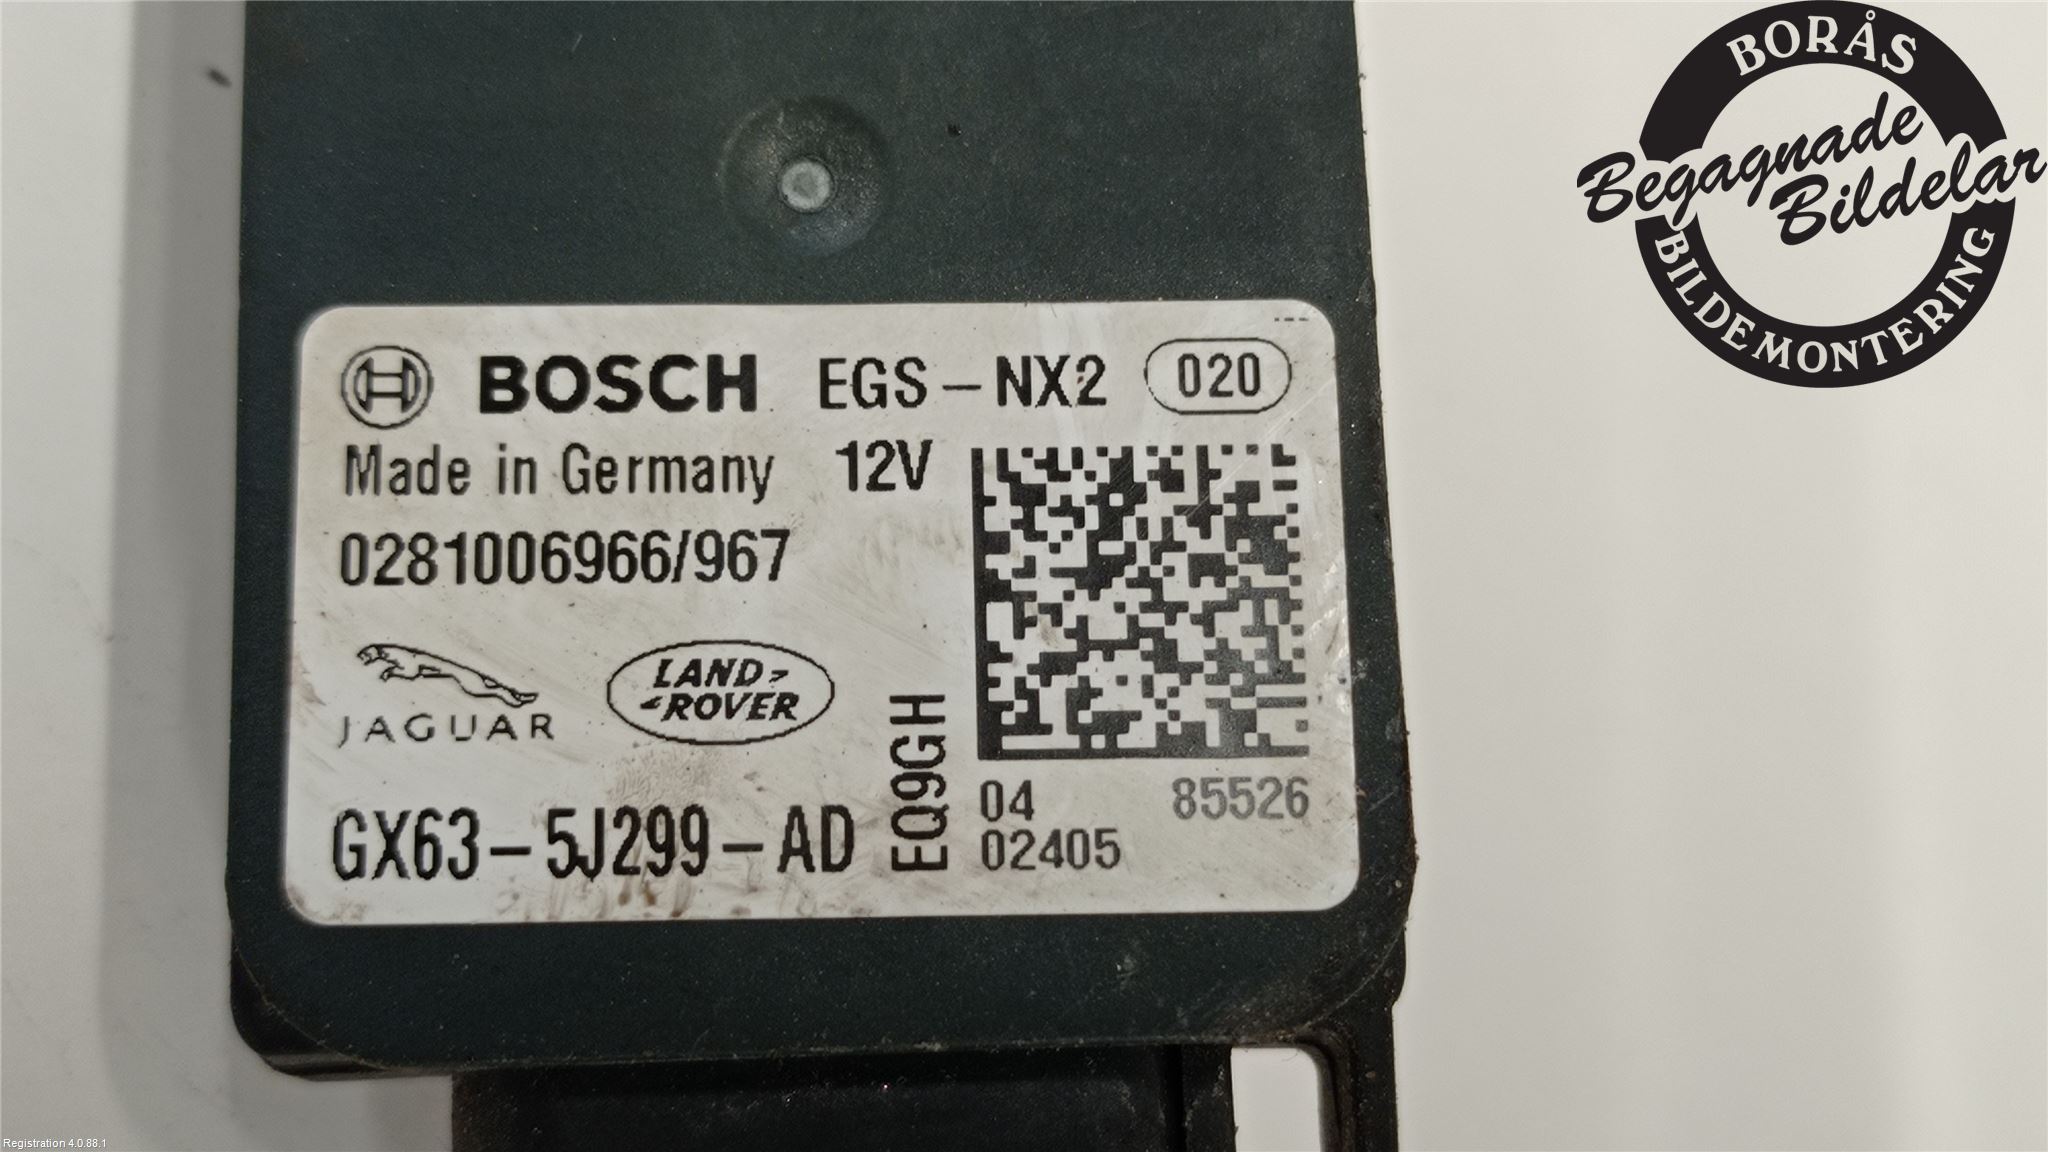 BORÅS
Begagnade
Bildelar
BILDEMONTERING
BOSCH EGS-NX2 020
Made in Germany 12V
0281006966/967
JAGUAR
LAND-
ROVER
EQ9GH
04 85526
02405
GX63-5J299-AD
Registration 4.0.88.1